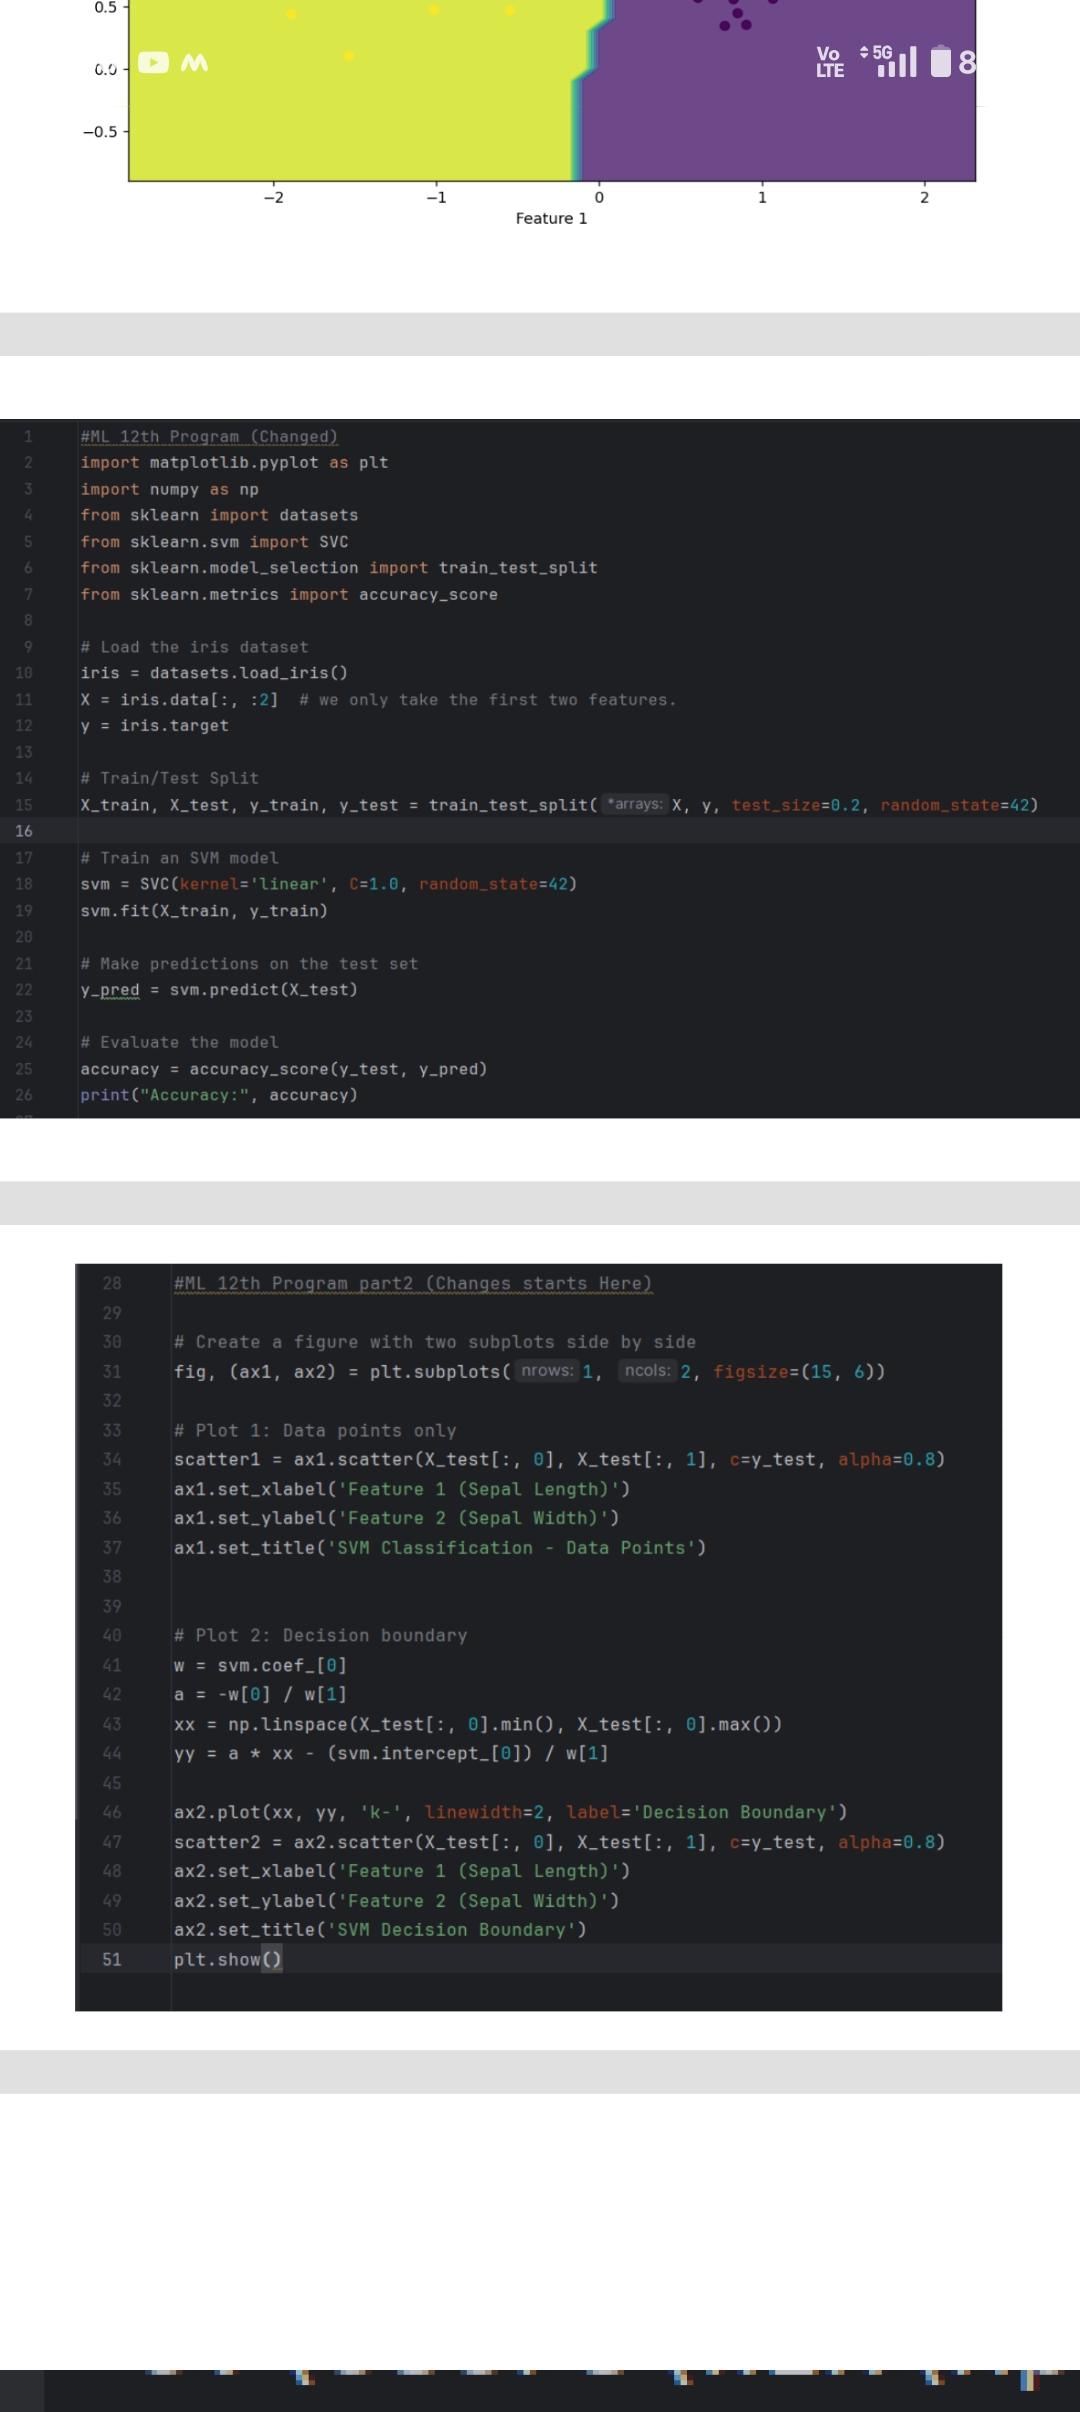 0.5
0.0
Vo
LTE
5G
8
−0.5
−2 −1 0 1 2
Feature 1
1 #ML 12th Program (Changed)
2 import matplotlib.pyplot as plt
3 import numpy as np
4 from sklearn import datasets
5 from sklearn.svm import SVC
6 from sklearn.model_selection import train_test_split
7 from sklearn.metrics import accuracy_score
8
9 # Load the iris dataset
10 iris = datasets.load_iris()
11 X = iris.data[:, :2]  # we only take the first two features.
12 y = iris.target
13
14 # Train/Test Split
15 X_train, X_test, y_train, y_test = train_test_split( *arrays: X, y, test_size=0.2, random_state=42)
16
17 # Train an SVM model
18 svm = SVC(kernel='linear', C=1.0, random_state=42)
19 svm.fit(X_train, y_train)
20
21 # Make predictions on the test set
22 y_pred = svm.predict(X_test)
23
24 # Evaluate the model
25 accuracy = accuracy_score(y_test, y_pred)
26 print("Accuracy:", accuracy)
28 #ML 12th Program part2 (Changes starts Here)
29
30 # Create a figure with two subplots side by side
31 fig, (ax1, ax2) = plt.subplots( nrows: 1, ncols: 2, figsize=(15, 6))
32
33 # Plot 1: Data points only
34 scatter1 = ax1.scatter(X_test[:, 0], X_test[:, 1], c=y_test, alpha=0.8)
35 ax1.set_xlabel('Feature 1 (Sepal Length)')
36 ax1.set_ylabel('Feature 2 (Sepal Width)')
37 ax1.set_title('SVM Classification - Data Points')
38
39
40 # Plot 2: Decision boundary
41 w = svm.coef_[0]
42 a = -w[0] / w[1]
43 xx = np.linspace(X_test[:, 0].min(), X_test[:, 0].max())
44 yy = a * xx - (svm.intercept_[0]) / w[1]
45
46 ax2.plot(xx, yy, 'k-', linewidth=2, label='Decision Boundary')
47 scatter2 = ax2.scatter(X_test[:, 0], X_test[:, 1], c=y_test, alpha=0.8)
48 ax2.set_xlabel('Feature 1 (Sepal Length)')
49 ax2.set_ylabel('Feature 2 (Sepal Width)')
50 ax2.set_title('SVM Decision Boundary')
51 plt.show()